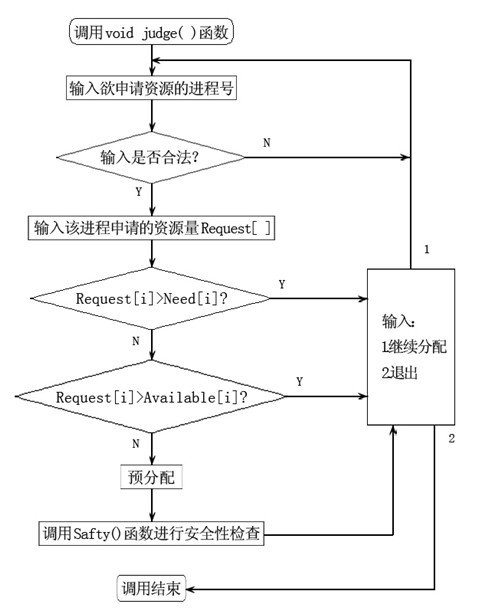 调用void judge( )函数
输入欲申请资源的进程号
输入是否合法?
N
Y
输入该进程申请的资源量Request[ ]
1
Request[i]>Need[i]?
Y
N
输入:
1.继续分配
2.退出
Request[i]>Available[i]?
Y
N
2
预分配
调用Safty()函数进行安全性检查
调用结束